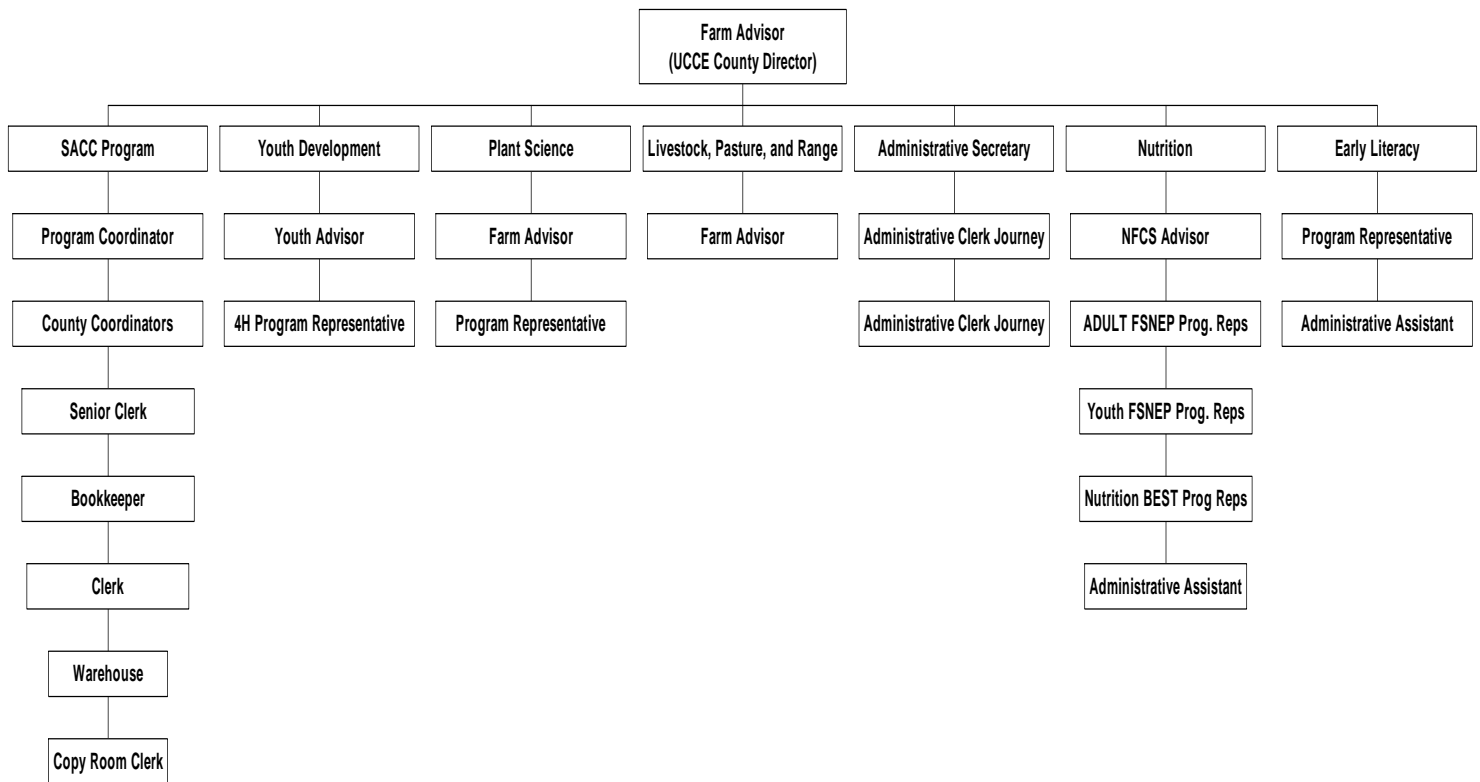 Farm Advisor
(UCCE County Director)
SACC Program
Youth Development
Plant Science
Livestock, Pasture, and Range
Administrative Secretary
Nutrition
Early Literacy
Program Coordinator
Youth Advisor
Farm Advisor
Farm Advisor
Administrative Clerk Journey
NFCS Advisor
Program Representative
County Coordinators
4H Program Representative
Program Representative
Administrative Clerk Journey
ADULT FSNEP Prog. Reps
Administrative Assistant
Senior Clerk
Youth FSNEP Prog. Reps
Bookkeeper
Nutrition BEST Prog Reps
Clerk
Administrative Assistant
Warehouse
Copy Room Clerk